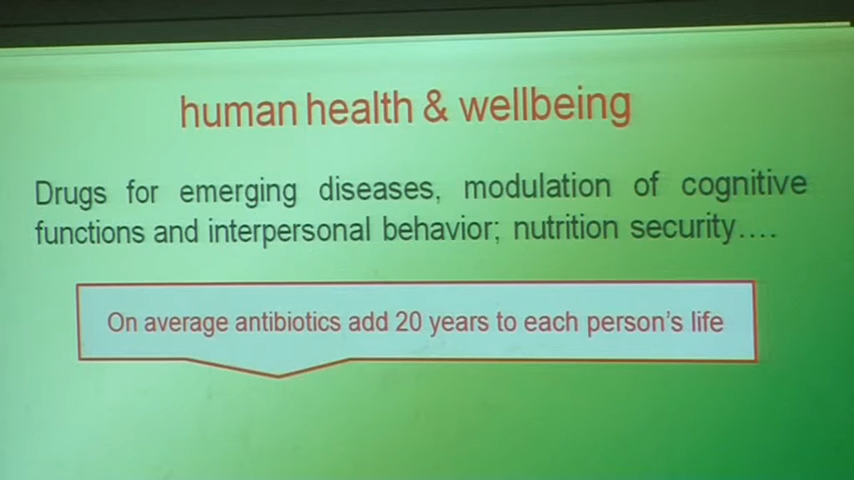 human health & wellbeing
Drugs for emerging diseases, modulation of cognitive
functions and interpersonal behavior; nutrition security….
On average antibiotics add 20 years to each person's life